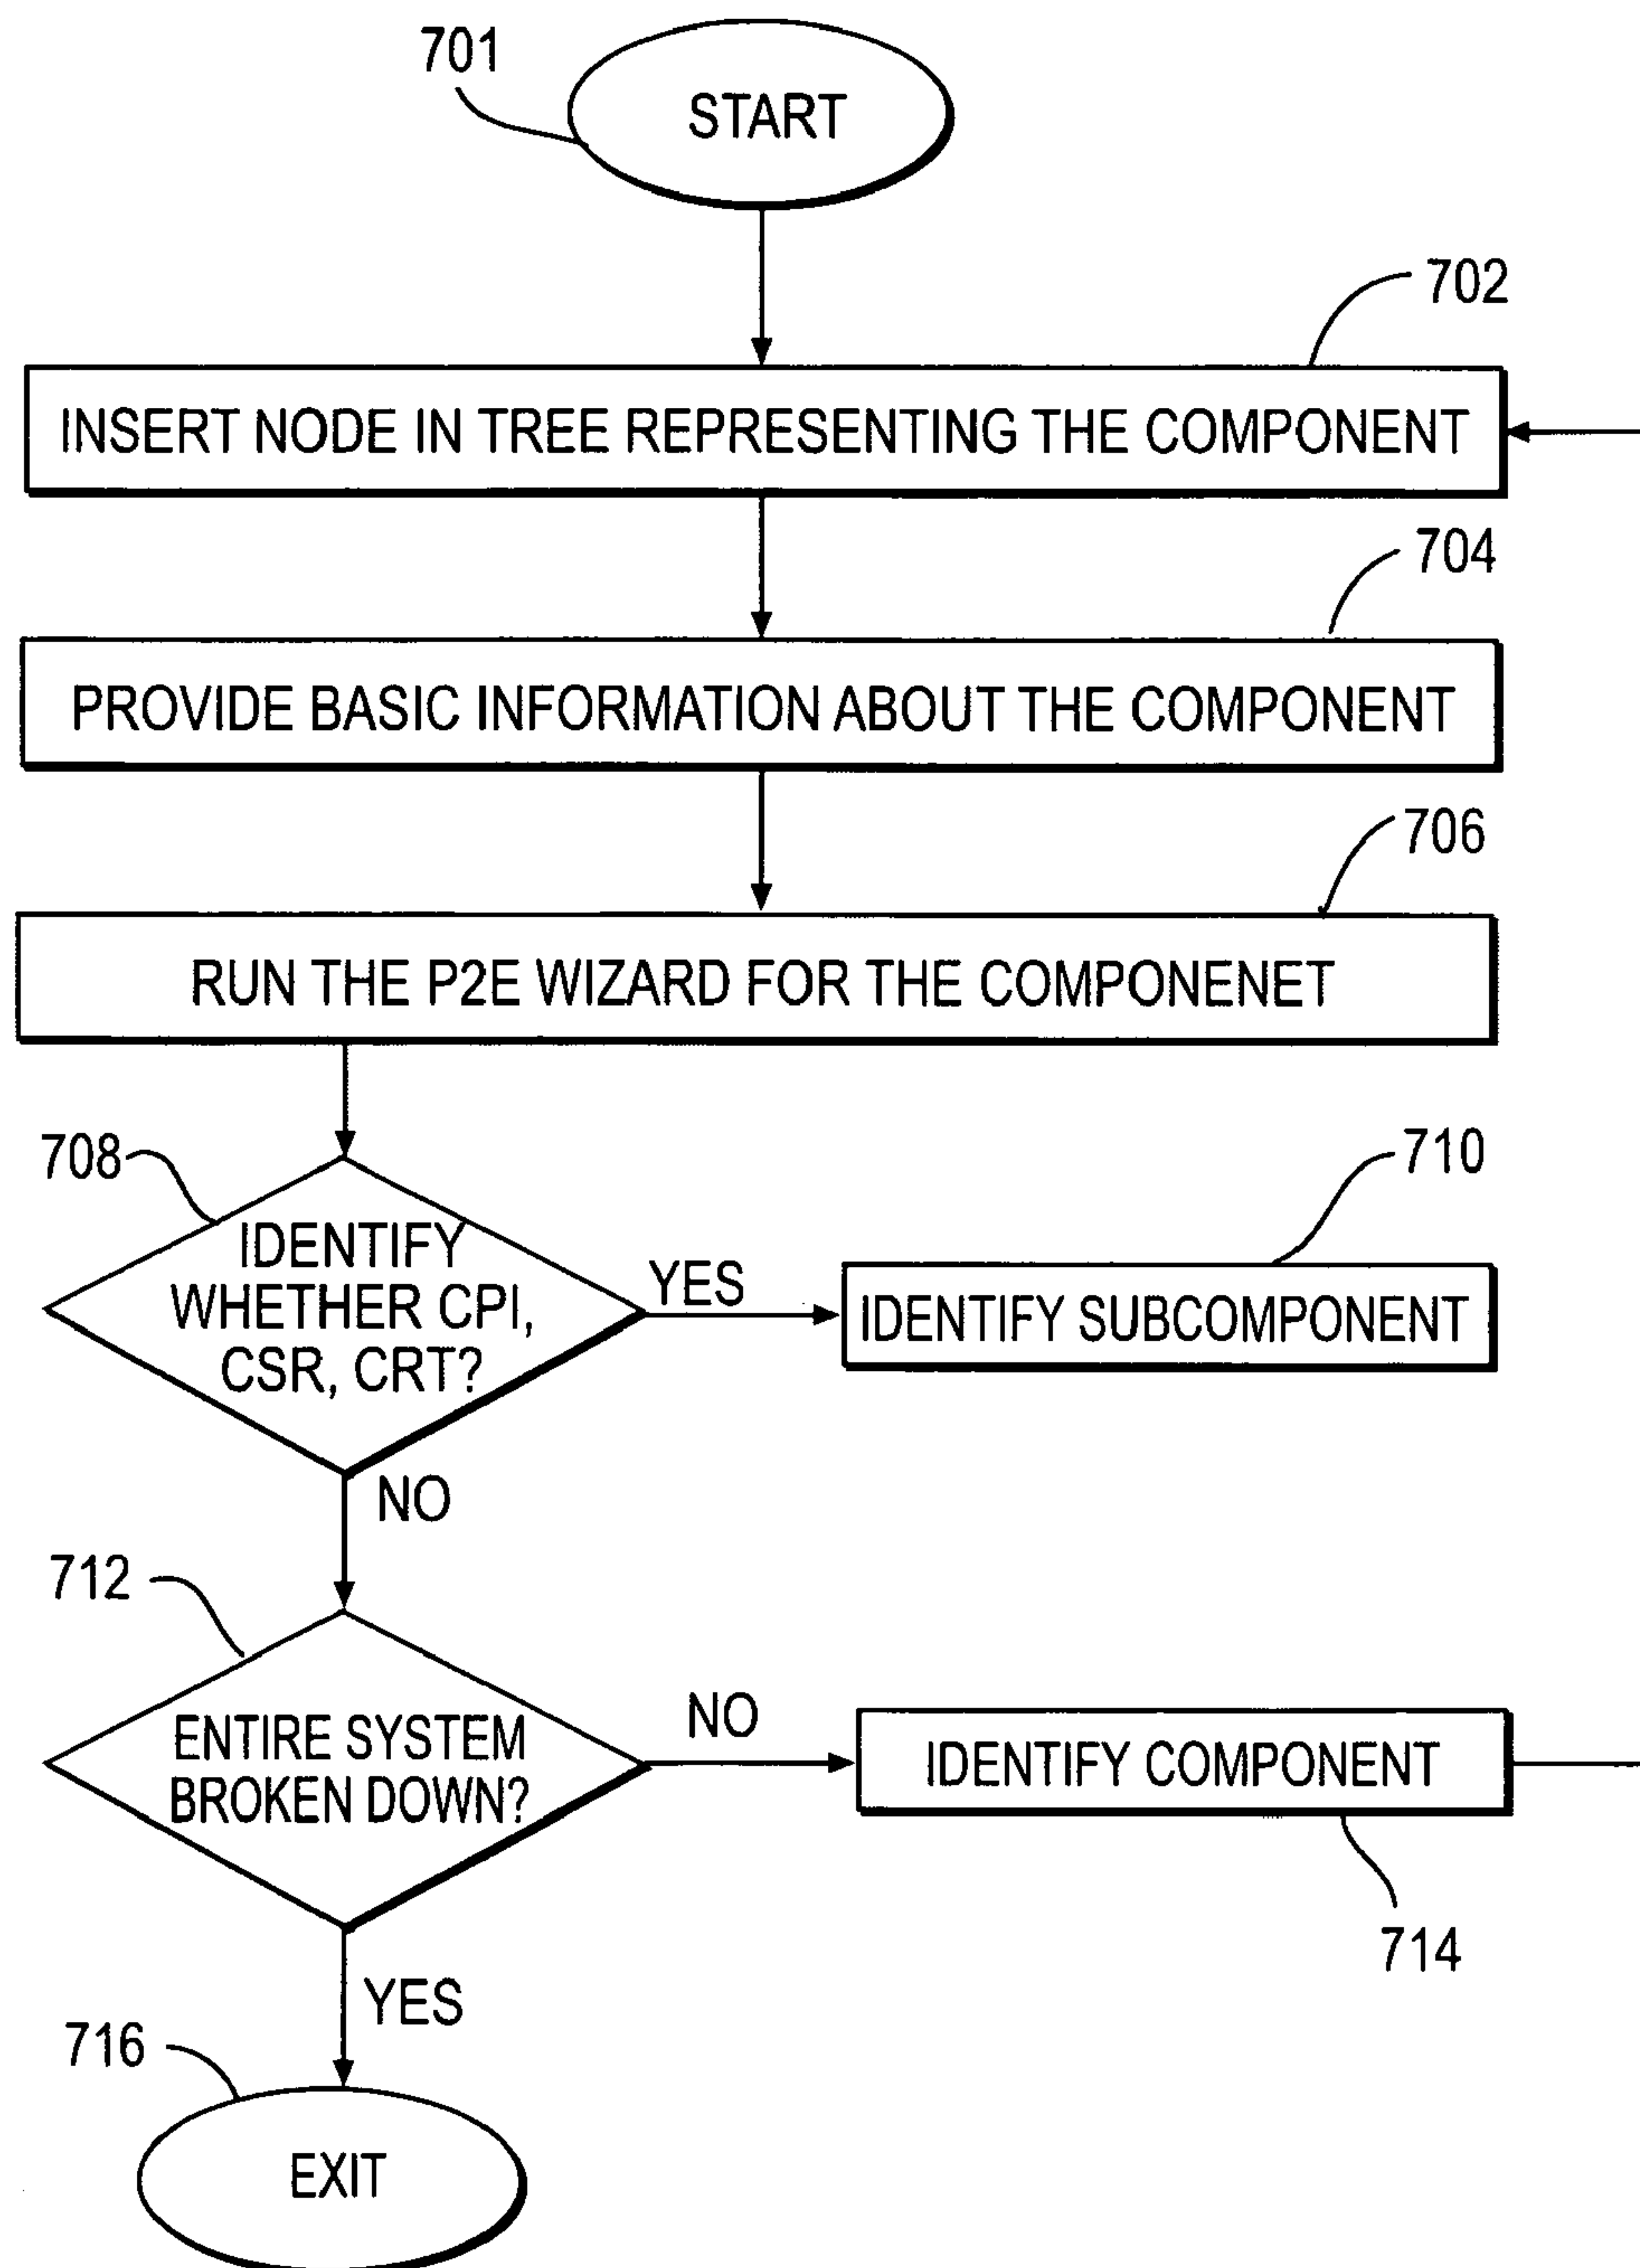 701
START
702
INSERT NODE IN TREE REPRESENTING THE COMPONENT
704
PROVIDE BASIC INFORMATION ABOUT THE COMPONENT
706
RUN THE P2E WIZARD FOR THE COMPONENET
708
IDENTIFY
WHETHER CPI,
CSR, CRT?
YES
710
IDENTIFY SUBCOMPONENT
NO
712
ENTIRE SYSTEM
BROKEN DOWN?
NO
IDENTIFY COMPONENT
714
YES
716
EXIT